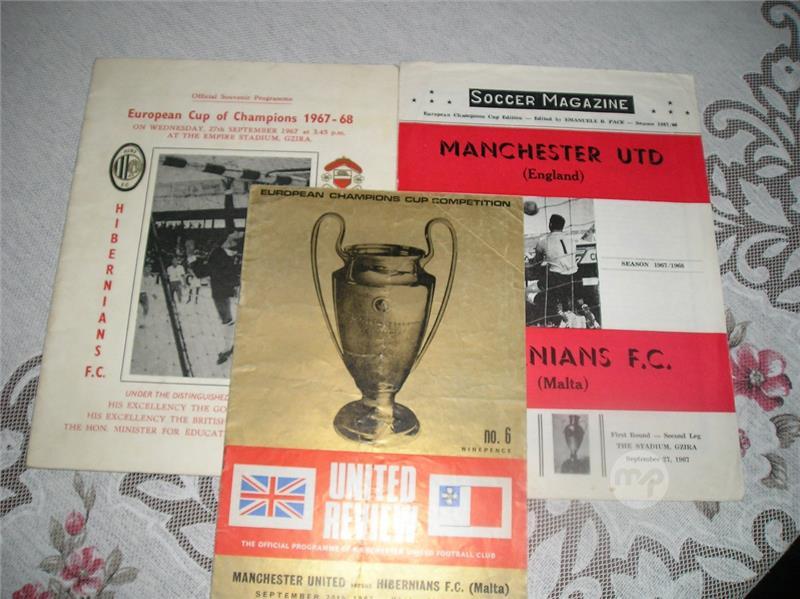 Official Souvenir Programme
European Cup of Champions 1967-68
ON WEDNESDAY, 27th SEPTEMBER 1967 at 3.45 p.m.
AT THE EMPIRE STADIUM, GZIRA.
HIBERNIANS F.C.
UNDER THE DISTINGUISHED
HIS EXCELLENCY THE GO
HIS EXCELLENCY THE BRITISH
THE HON. MINISTER FOR EDUCAT
SOCCER MAGAZINE
European Champions Cup Edition - Edited by EMANUELE B. PACE - Season 1967/68
MANCHESTER UTD
(England)
SEASON 1967/1968
NIANS F.C.
(Malta)
First Round — Second Leg
THE STADIUM, GZIRA
September 27, 1967
EUROPEAN CHAMPIONS CUP COMPETITION
no. 6
NINEPENCE
UNITED
REVIEW
THE OFFICIAL PROGRAMME OF MANCHESTER UNITED FOOTBALL CLUB
MANCHESTER UNITED versus HIBERNIANS F.C. (Malta)
SEPTEMBER
mp